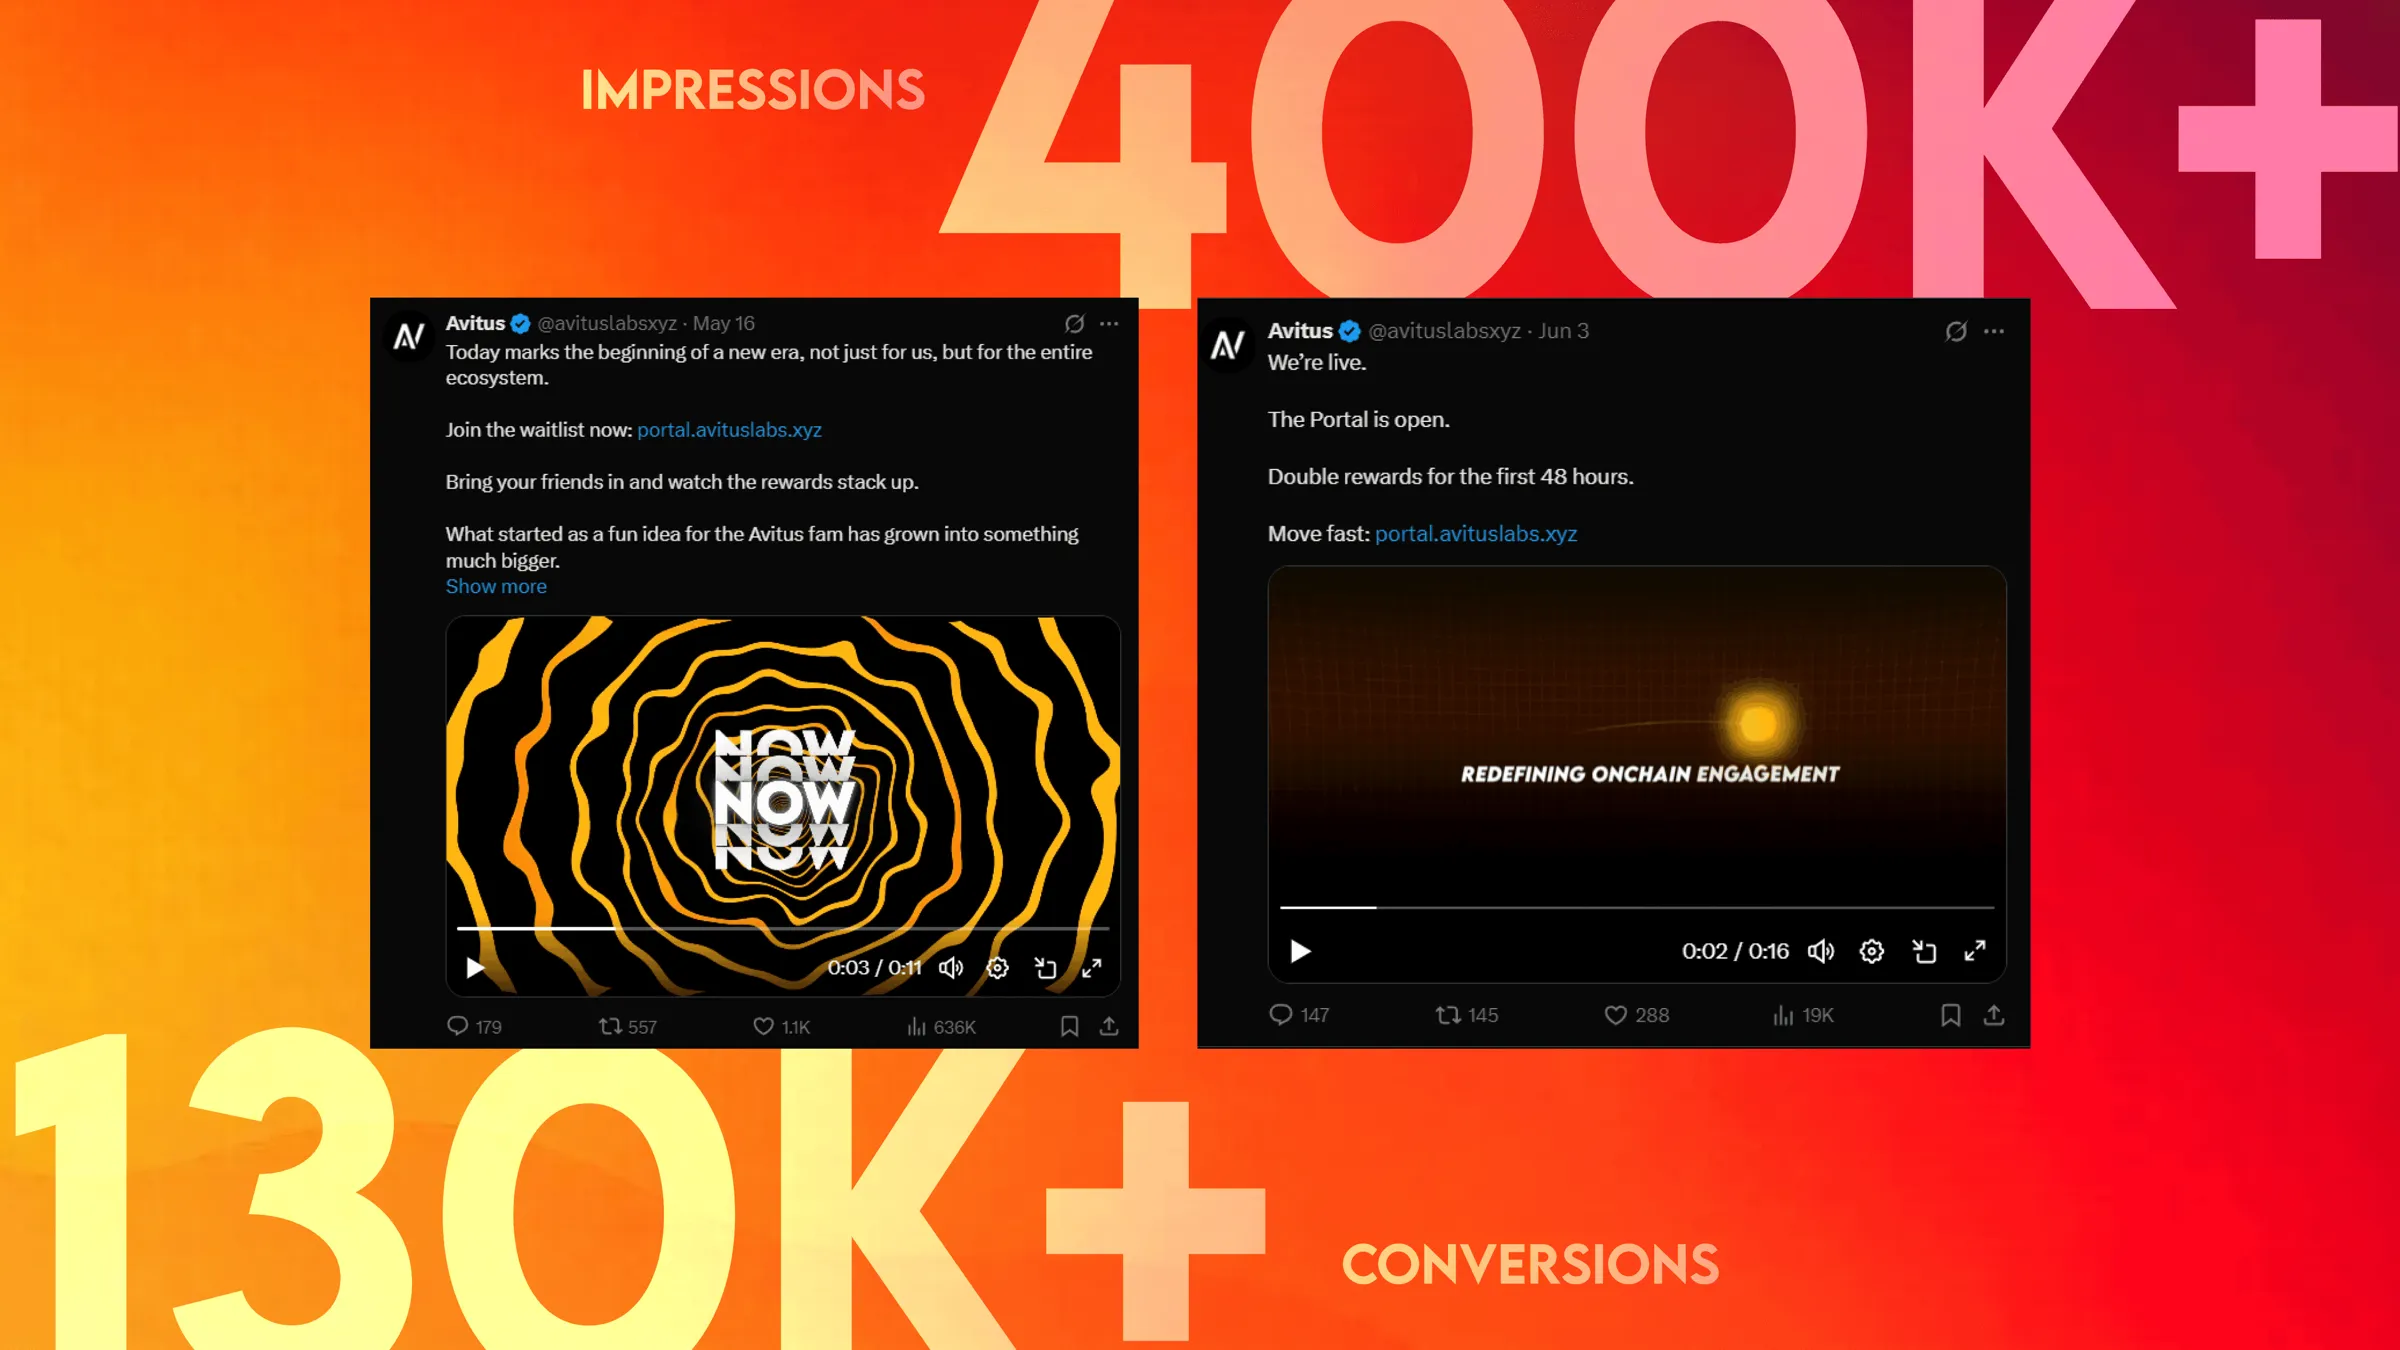 IMPRESSIONS
400K+
Avitus @avituslabsxyz · May 16
Today marks the beginning of a new era, not just for us, but for the entire
ecosystem.
Join the waitlist now: portal.avituslabs.xyz
Bring your friends in and watch the rewards stack up.
What started as a fun idea for the Avitus fam has grown into something
much bigger.
Show more
NOW
NOW
NOW
NOW
NOW
0:03 / 0:11
179
557
1.1K
636K
Avitus @avituslabsxyz · Jun 3
We’re live.
The Portal is open.
Double rewards for the first 48 hours.
Move fast: portal.avituslabs.xyz
REDEFINING ONCHAIN ENGAGEMENT
0:02 / 0:16
147
145
288
19K
130K+
CONVERSIONS